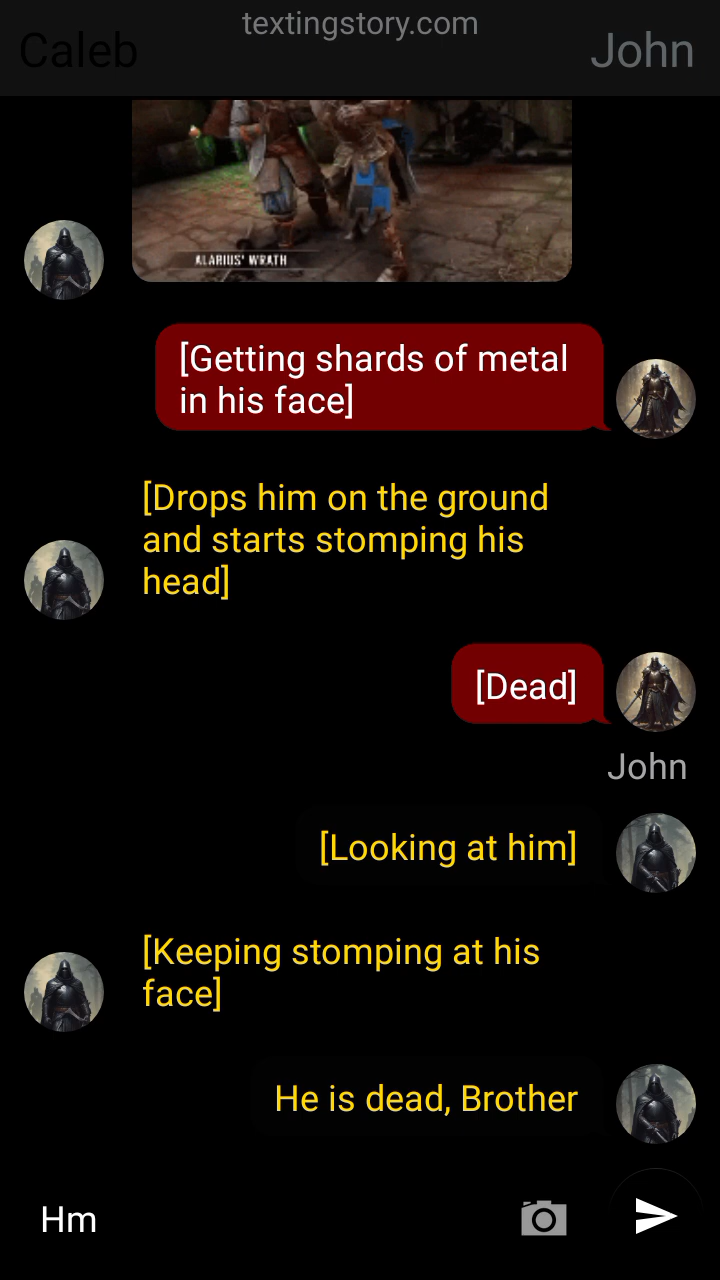 textingstory.com
Caleb
John
ALARIUS' WRATH
[Getting shards of metal
in his face]
[Drops him on the ground
and starts stomping his
head]
[Dead]
John
[Looking at him]
[Keeping stomping at his
face]
He is dead, Brother
Hm